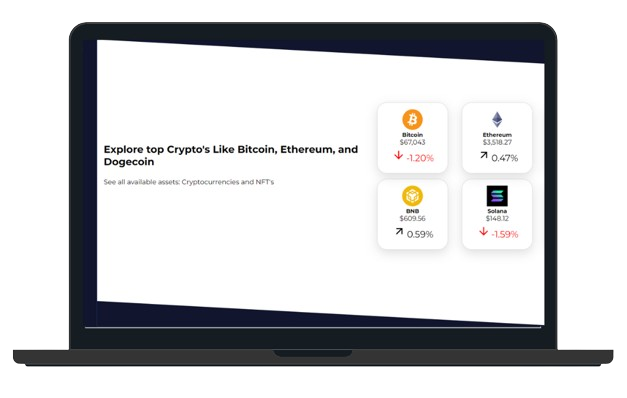 Explore top Crypto's Like Bitcoin, Ethereum, and
Dogecoin
See all available assets: Cryptocurrencies and NFT's
Bitcoin
$67,043
-1.20%
Ethereum
$3,518.27
0.47%
BNB
$609.56
0.59%
Solana
$148.12
-1.59%